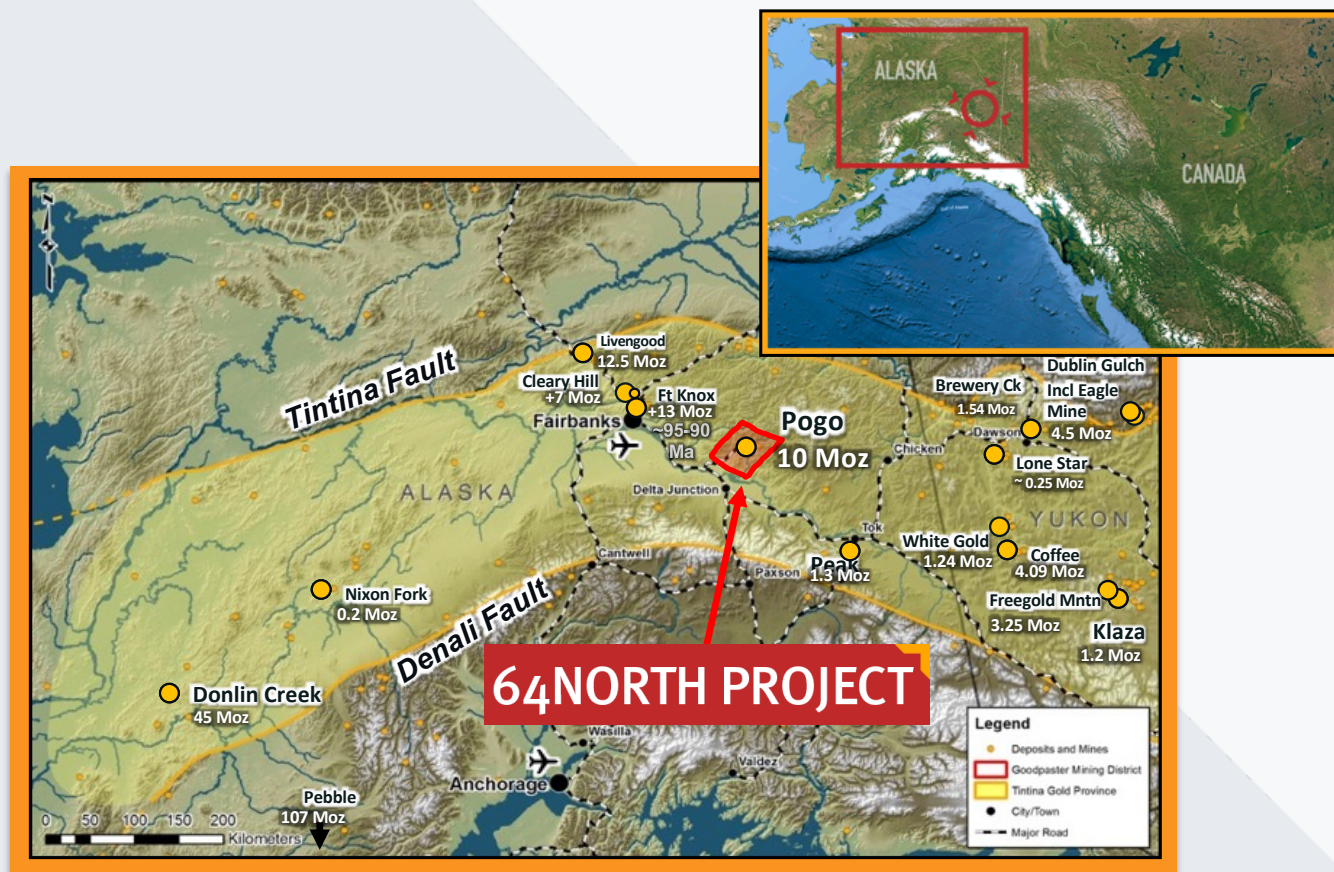 ALASKA
CANADA
Gulf of Alaska
N
Tintina Fault
Livengood
12.5 Moz
Cleary Hill
+7 Moz
Ft Knox
+13 Moz
~95-90
Ma
Fairbanks
Pogo
10 Moz
Delta Junction
Chicken
Brewery Ck
1.54 Moz
Dawson
Dublin Gulch
Incl Eagle
Mine
4.5 Moz
Lone Star
~ 0.25 Moz
ALASKA
YUKON
Cantwell
Paxson
Tok
Peak
1.3 Moz
White Gold
1.24 Moz
Coffee
4.09 Moz
Freegold Mntn
3.25 Moz
Klaza
1.2 Moz
Nixon Fork
0.2 Moz
Denali Fault
Donlin Creek
45 Moz
64NORTH PROJECT
Wasilla
Valdez
Anchorage
Pebble
107 Moz
0 50 100 150 200
Kilometers
Legend
Deposits and Mines
Goodpaster Mining District
Tintina Gold Province
City/Town
Major Road